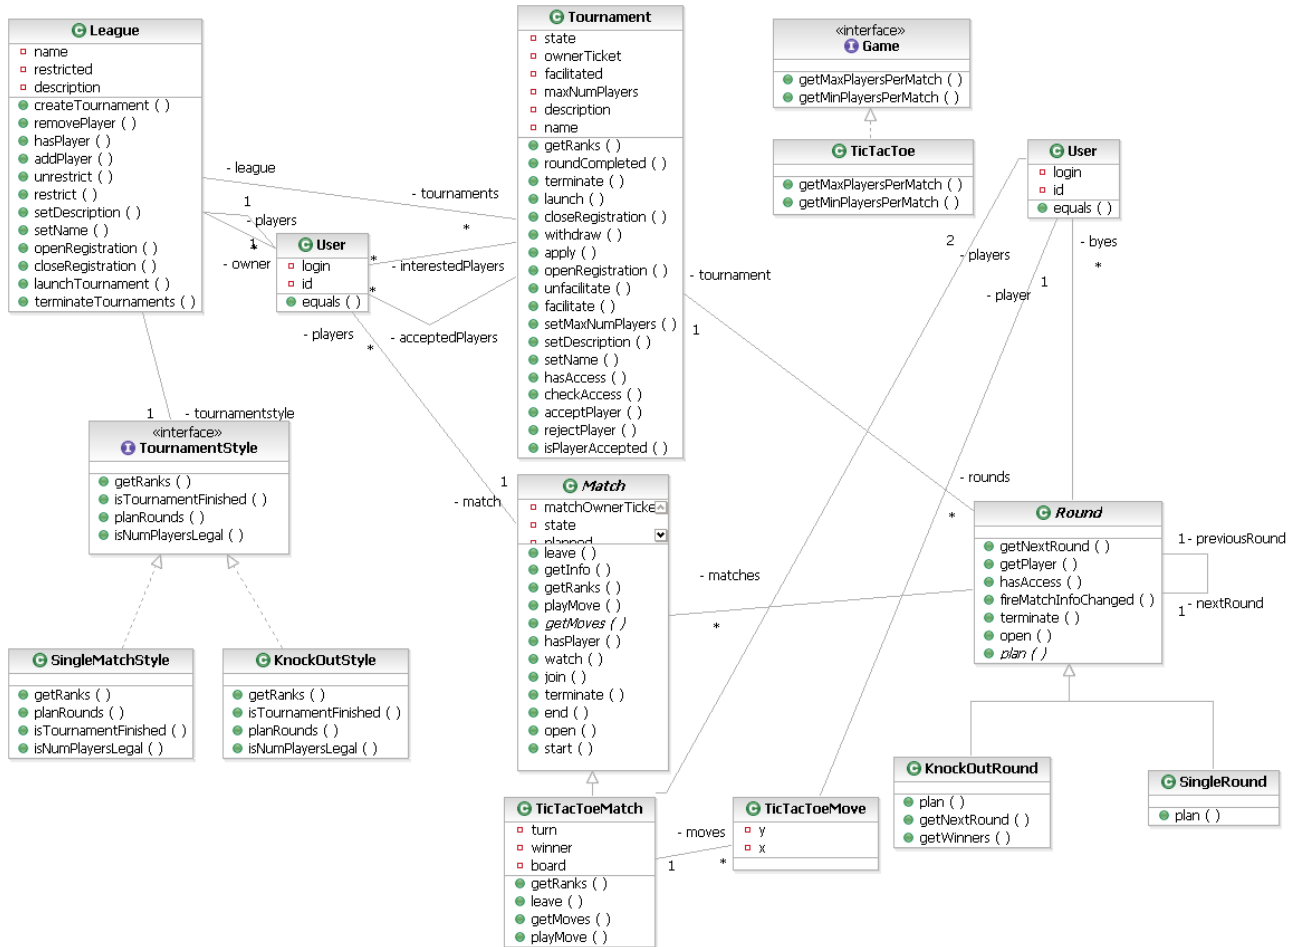 League
name
restricted
description
createTournament ( )
removePlayer ( )
hasPlayer ( )
addPlayer ( )
unrestrict ( )
restrict ( )
setDescription ( )
setName ( )
openRegistration ( )
closeRegistration ( )
launchTournament ( )
terminateTournaments ( )
- league
- tournaments
1
*
- players
1
*
- owner
User
login
id
equals ( )
*
- interestedPlayers
*
- acceptedPlayers
- players
*
Tournament
state
ownerTicket
facilitated
maxNumPlayers
description
name
getRanks ( )
roundCompleted ( )
terminate ( )
launch ( )
closeRegistration ( )
withdraw ( )
apply ( )
openRegistration ( )
unfacilitate ( )
facilitate ( )
setMaxNumPlayers ( )
setDescription ( )
setName ( )
hasAccess ( )
checkAccess ( )
acceptPlayer ( )
rejectPlayer ( )
isPlayerAccepted ( )
«interface»
Game
getMaxPlayersPerMatch ( )
getMinPlayersPerMatch ( )
TicTacToe
getMaxPlayersPerMatch ( )
getMinPlayersPerMatch ( )
User
login
id
equals ( )
2
- players
- byes
*
- tournament
1
- player
1
1
- tournamentstyle
«interface»
TournamentStyle
getRanks ( )
isTournamentFinished ( )
planRounds ( )
isNumPlayersLegal ( )
1
- match
Match
matchOwnerTicke
state
planned
leave ( )
getInfo ( )
getRanks ( )
playMove ( )
getMoves ( )
hasPlayer ( )
watch ( )
join ( )
terminate ( )
end ( )
open ( )
start ( )
- matches
*
- rounds
*
Round
getNextRound ( )
getPlayer ( )
hasAccess ( )
fireMatchInfoChanged ( )
terminate ( )
open ( )
plan ( )
1 - previousRound
1 - nextRound
SingleMatchStyle
getRanks ( )
planRounds ( )
isTournamentFinished ( )
isNumPlayersLegal ( )
KnockOutStyle
getRanks ( )
isTournamentFinished ( )
planRounds ( )
isNumPlayersLegal ( )
TicTacToeMatch
turn
winner
board
getRanks ( )
leave ( )
getMoves ( )
playMove ( )
- moves
1
*
TicTacToeMove
y
x
KnockOutRound
plan ( )
getNextRound ( )
getWinners ( )
SingleRound
plan ( )